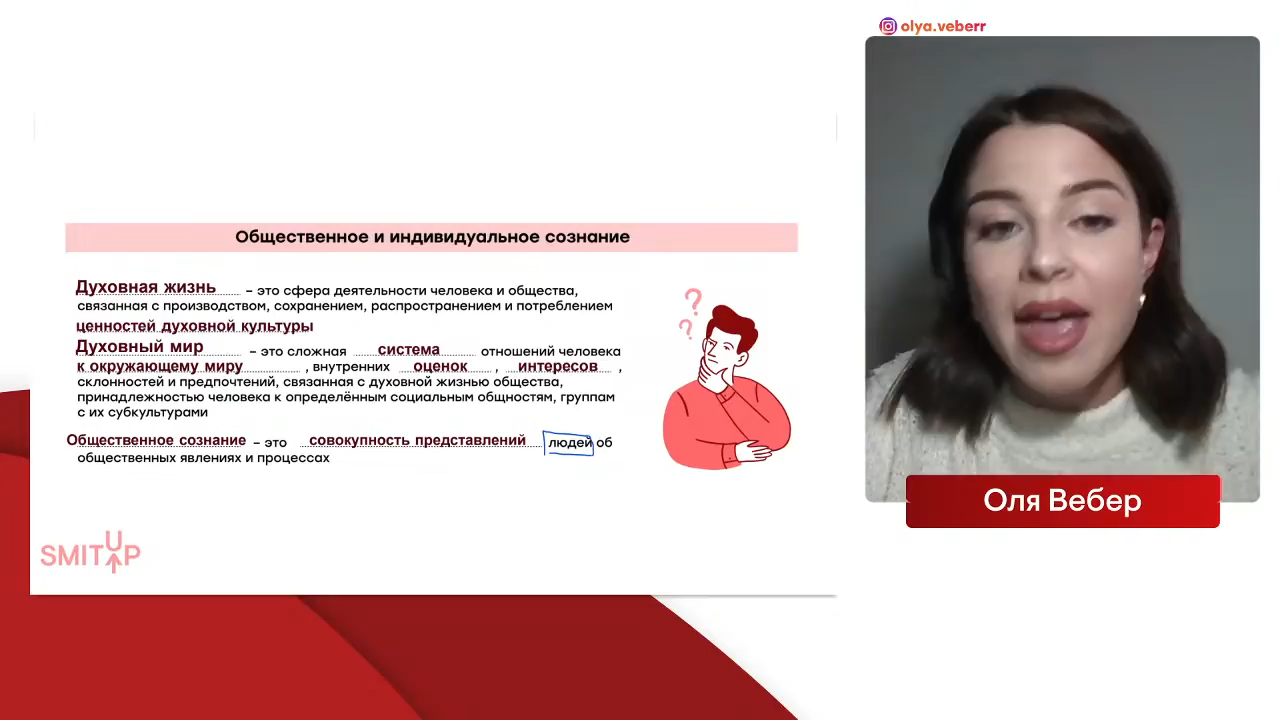 olya.veberr
Общественное и индивидуальное сознание
Духовная жизнь – это сфера деятельности человека и общества,
связанная с производством, сохранением, распространением и потреблением
ценностей духовной культуры
Духовный мир – это сложная система отношений человека
к окружающему миру, внутренних оценок, интересов,
склонностей и предпочтений, связанная с духовной жизнью общества,
принадлежностью человека к определённым социальным общностям, группам
с их субкультурами
Общественное сознание – это совокупность представлений людей об
общественных явлениях и процессах
? ?
SMITUP
Оля Вебер